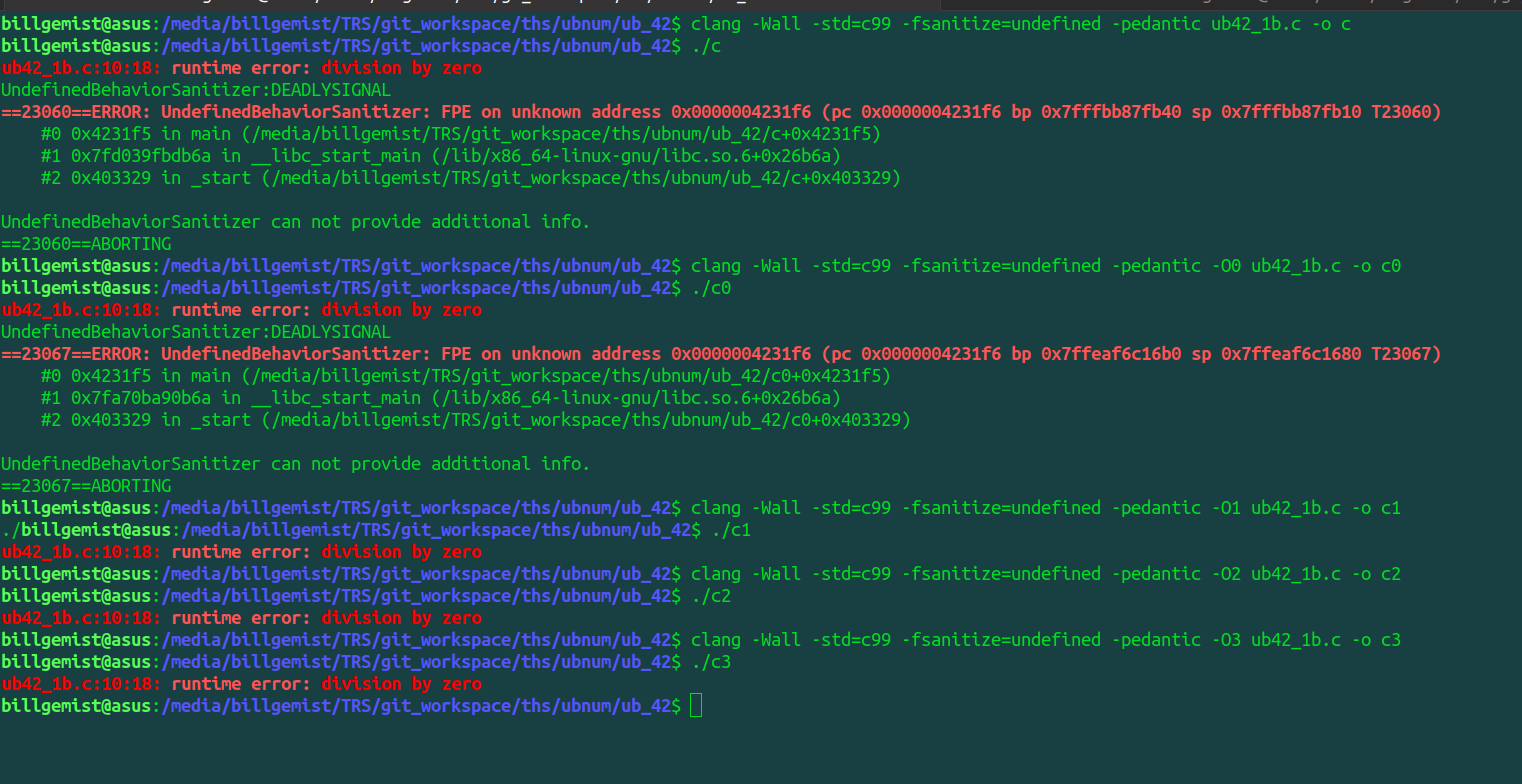 billgemist@asus:/media/billgemist/TRS/git_workspace/ths/ubnum/ub_42$ clang -Wall -std=c99 -fsanitize=undefined -pedantic ub42_1b.c -o c
billgemist@asus:/media/billgemist/TRS/git_workspace/ths/ubnum/ub_42$ ./c
ub42_1b.c:10:18: runtime error: division by zero
UndefinedBehaviorSanitizer:DEADLYSIGNAL
==23060==ERROR: UndefinedBehaviorSanitizer: FPE on unknown address 0x0000004231f6 (pc 0x0000004231f6 bp 0x7fffbb87fb40 sp 0x7fffbb87fb10 T23060)
    #0 0x4231f5 in main (/media/billgemist/TRS/git_workspace/ths/ubnum/ub_42/c+0x4231f5)
    #1 0x7fd039fbdb6a in __libc_start_main (/lib/x86_64-linux-gnu/libc.so.6+0x26b6a)
    #2 0x403329 in _start (/media/billgemist/TRS/git_workspace/ths/ubnum/ub_42/c+0x403329)
UndefinedBehaviorSanitizer can not provide additional info.
==23060==ABORTING
billgemist@asus:/media/billgemist/TRS/git_workspace/ths/ubnum/ub_42$ clang -Wall -std=c99 -fsanitize=undefined -pedantic -O0 ub42_1b.c -o c0
billgemist@asus:/media/billgemist/TRS/git_workspace/ths/ubnum/ub_42$ ./c0
ub42_1b.c:10:18: runtime error: division by zero
UndefinedBehaviorSanitizer:DEADLYSIGNAL
==23067==ERROR: UndefinedBehaviorSanitizer: FPE on unknown address 0x0000004231f6 (pc 0x0000004231f6 bp 0x7ffeaf6c16b0 sp 0x7ffeaf6c1680 T23067)
    #0 0x4231f5 in main (/media/billgemist/TRS/git_workspace/ths/ubnum/ub_42/c0+0x4231f5)
    #1 0x7fa70ba90b6a in __libc_start_main (/lib/x86_64-linux-gnu/libc.so.6+0x26b6a)
    #2 0x403329 in _start (/media/billgemist/TRS/git_workspace/ths/ubnum/ub_42/c0+0x403329)
UndefinedBehaviorSanitizer can not provide additional info.
==23067==ABORTING
billgemist@asus:/media/billgemist/TRS/git_workspace/ths/ubnum/ub_42$ clang -Wall -std=c99 -fsanitize=undefined -pedantic -O1 ub42_1b.c -o c1
./billgemist@asus:/media/billgemist/TRS/git_workspace/ths/ubnum/ub_42$ ./c1
ub42_1b.c:10:18: runtime error: division by zero
billgemist@asus:/media/billgemist/TRS/git_workspace/ths/ubnum/ub_42$ clang -Wall -std=c99 -fsanitize=undefined -pedantic -O2 ub42_1b.c -o c2
billgemist@asus:/media/billgemist/TRS/git_workspace/ths/ubnum/ub_42$ ./c2
ub42_1b.c:10:18: runtime error: division by zero
billgemist@asus:/media/billgemist/TRS/git_workspace/ths/ubnum/ub_42$ clang -Wall -std=c99 -fsanitize=undefined -pedantic -O3 ub42_1b.c -o c3
billgemist@asus:/media/billgemist/TRS/git_workspace/ths/ubnum/ub_42$ ./c3
ub42_1b.c:10:18: runtime error: division by zero
billgemist@asus:/media/billgemist/TRS/git_workspace/ths/ubnum/ub_42$